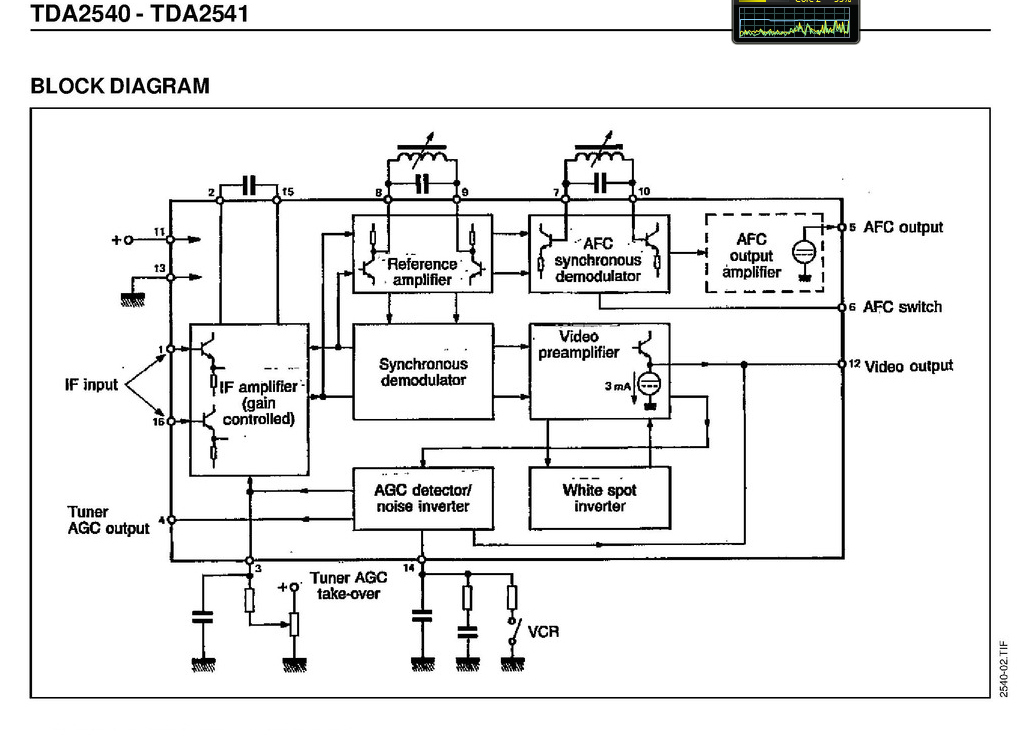 TDA2540 - TDA2541
BLOCK DIAGRAM
2
15
8
9
7
10
+
11
13
Reference
amplifier
AFC
synchronous
demodulator
AFC
output
amplifier
5 AFC output
6 AFC switch
1
IF input
16
IF amplifier
(gain
controlled)
Synchronous
demodulator
Video
preamplifier
3 mA
12 Video output
AGC detector/
noise inverter
White spot
inverter
Tuner
AGC output
4
3
14
+
Tuner AGC
take-over
VCR
2540-02.TIF